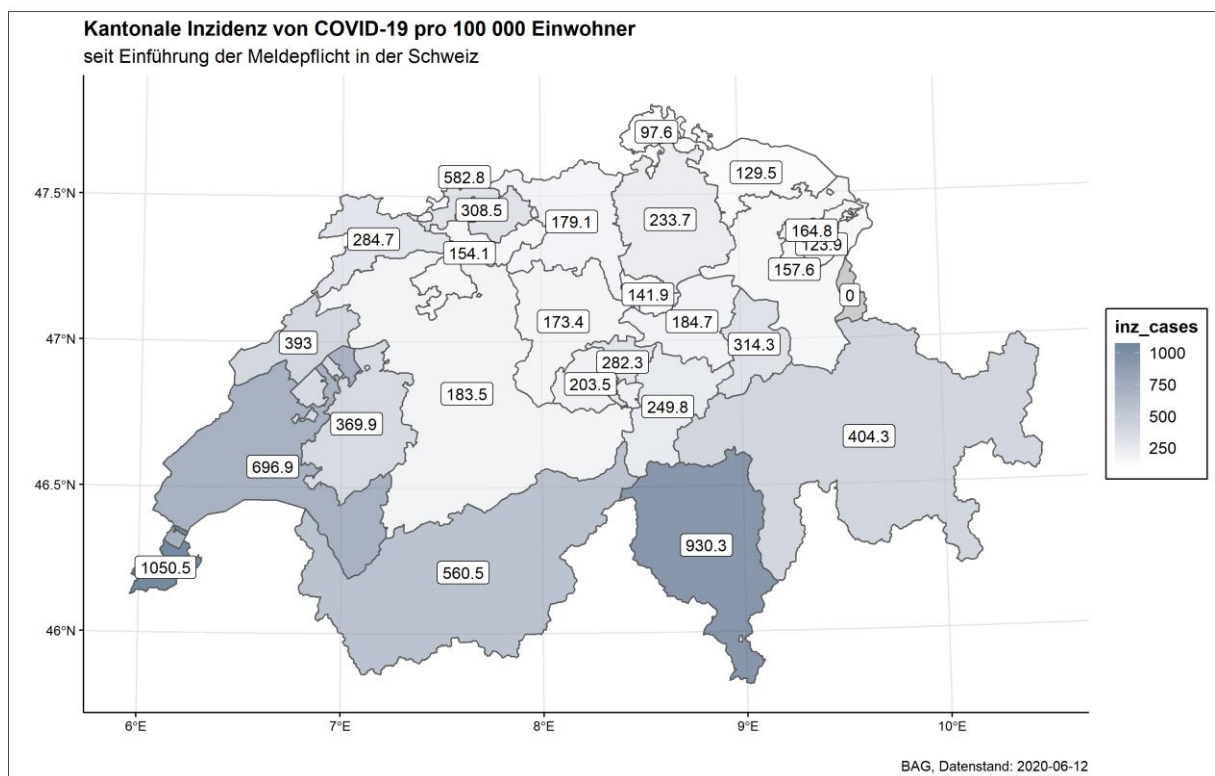 Kantonale Inzidenz von COVID-19 pro 100 000 Einwohner
seit Einführung der Meldepflicht in der Schweiz
97.6
582.8
129.5
308.5
179.1
233.7
164.8
284.7
123.9
154.1
157.6
141.9
0
173.4
184.7
393
314.3
282.3
203.5
183.5
249.8
369.9
404.3
696.9
930.3
1050.5
560.5
47.5°N
47°N
46.5°N
46°N
6°E
7°E
8°E
9°E
10°E
inz_cases
1000
750
500
250
BAG, Datenstand: 2020-06-12